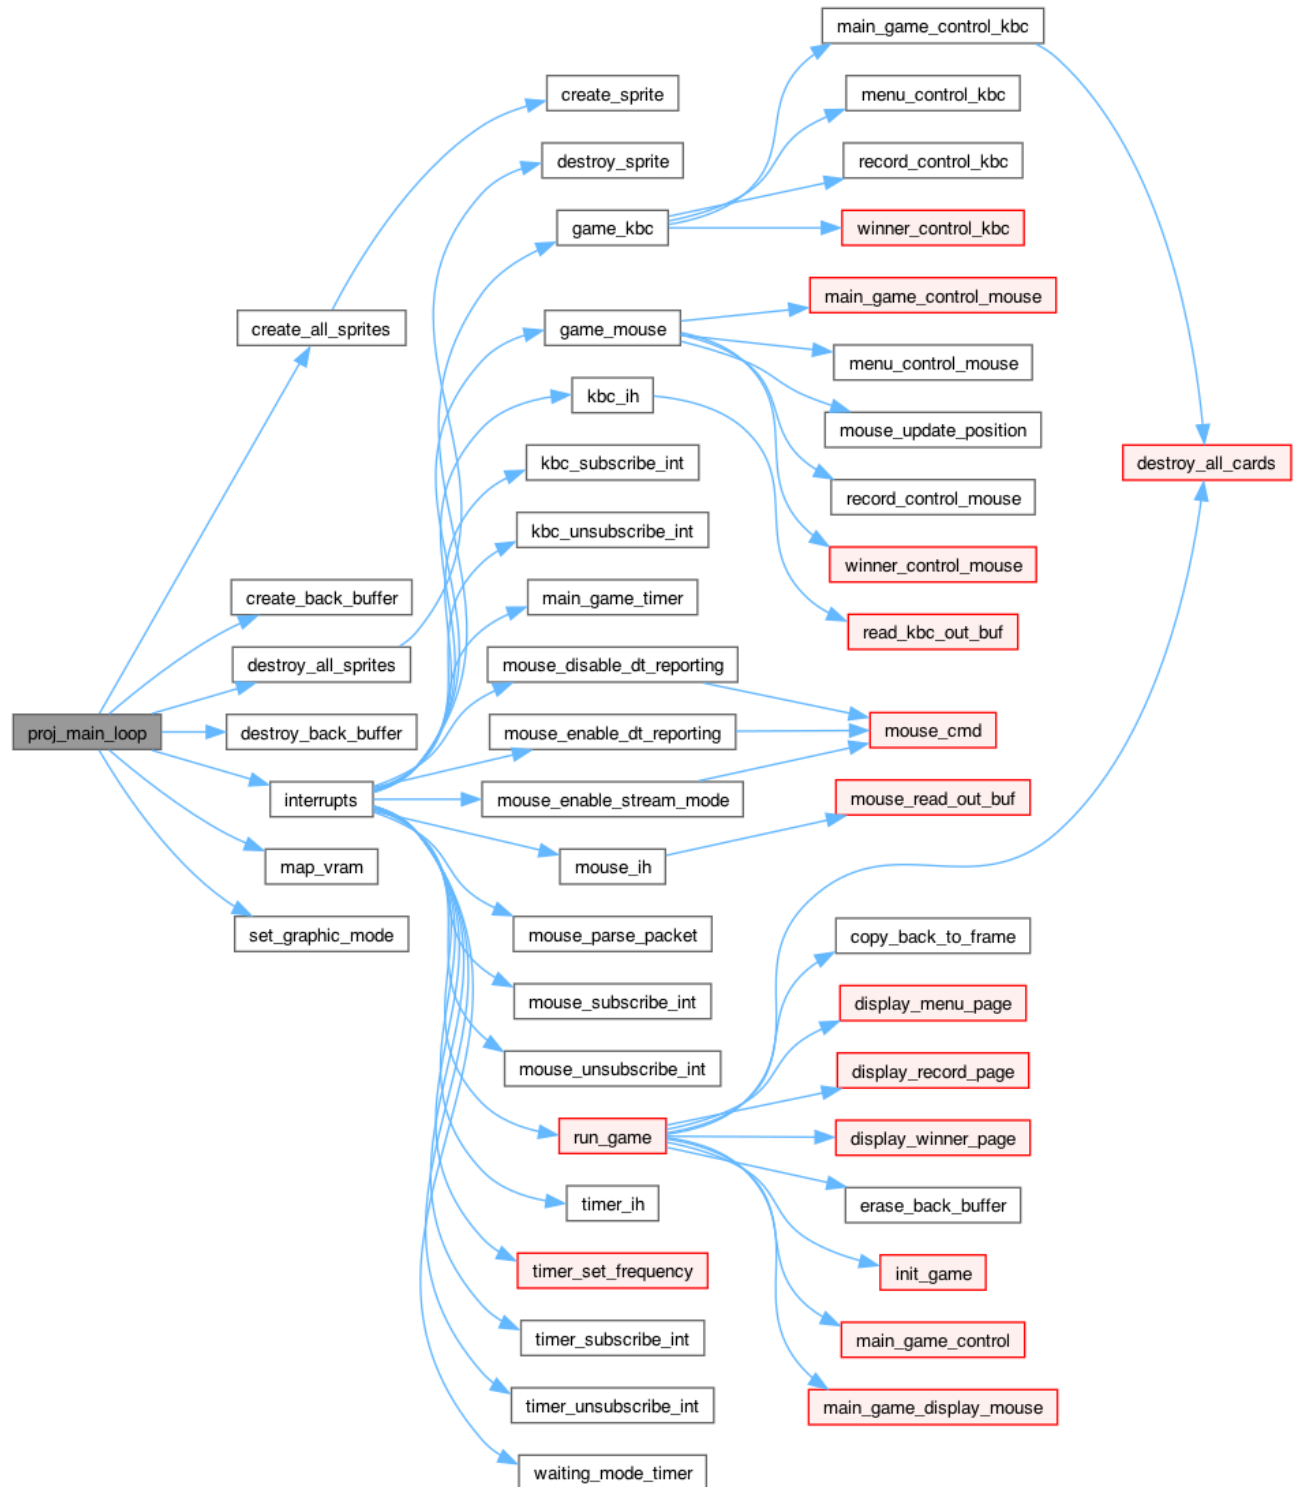 main_game_control_kbc
create_sprite
menu_control_kbc
destroy_sprite
record_control_kbc
game_kbc
winner_control_kbc
main_game_control_mouse
create_all_sprites
game_mouse
menu_control_mouse
kbc_ih
mouse_update_position
kbc_subscribe_int
destroy_all_cards
record_control_mouse
kbc_unsubscribe_int
winner_control_mouse
create_back_buffer
main_game_timer
read_kbc_out_buf
destroy_all_sprites
mouse_disable_dt_reporting
proj_main_loop
destroy_back_buffer
mouse_enable_dt_reporting
mouse_cmd
interrupts
mouse_enable_stream_mode
mouse_read_out_buf
map_vram
mouse_ih
set_graphic_mode
mouse_parse_packet
copy_back_to_frame
mouse_subscribe_int
display_menu_page
mouse_unsubscribe_int
display_record_page
run_game
display_winner_page
timer_ih
erase_back_buffer
timer_set_frequency
init_game
timer_subscribe_int
main_game_control
timer_unsubscribe_int
main_game_display_mouse
waiting_mode_timer